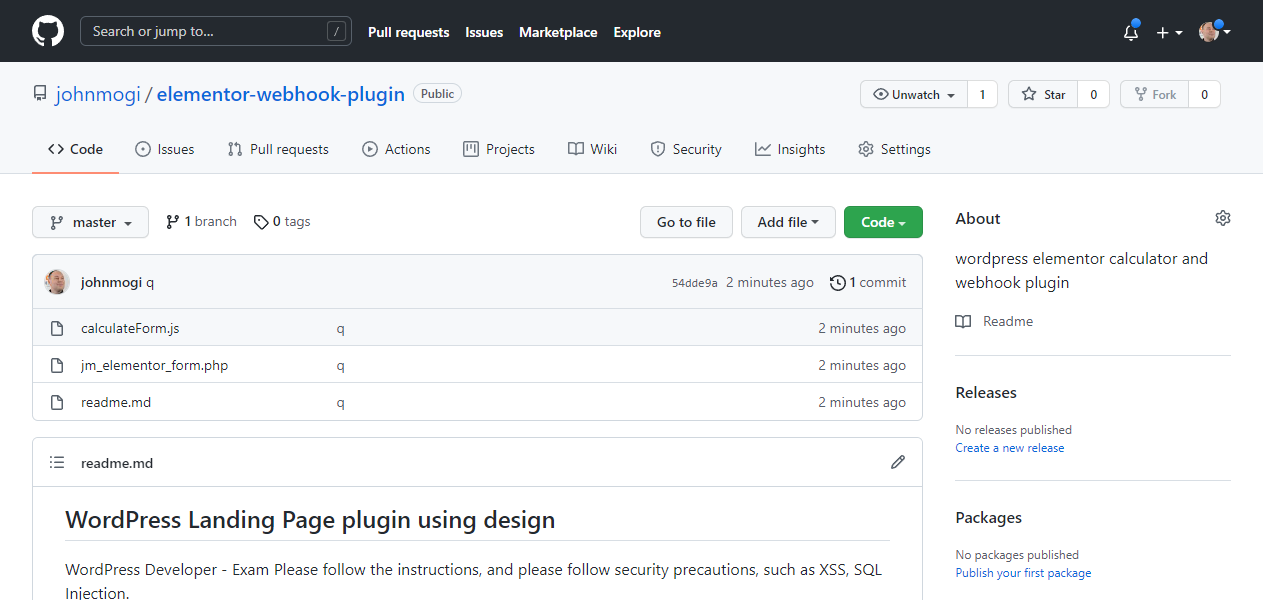 Search or jump to... /
Pull requests Issues Marketplace Explore
johnmogi / elementor-webhook-plugin Public
Unwatch 1 Star 0 Fork 0
Code Issues Pull requests Actions Projects Wiki Security Insights Settings
master 1 branch 0 tags Go to file Add file Code
johnmogi q 54dde9a 2 minutes ago 1 commit
calculateForm.js q 2 minutes ago
jm_elementor_form.php q 2 minutes ago
readme.md q 2 minutes ago
readme.md
WordPress Landing Page plugin using design
WordPress Developer - Exam Please follow the instructions, and please follow security precautions, such as XSS, SQL
Injection.
About
wordpress elementor calculator and
webhook plugin
Readme
Releases
No releases published
Create a new release
Packages
No packages published
Publish your first package